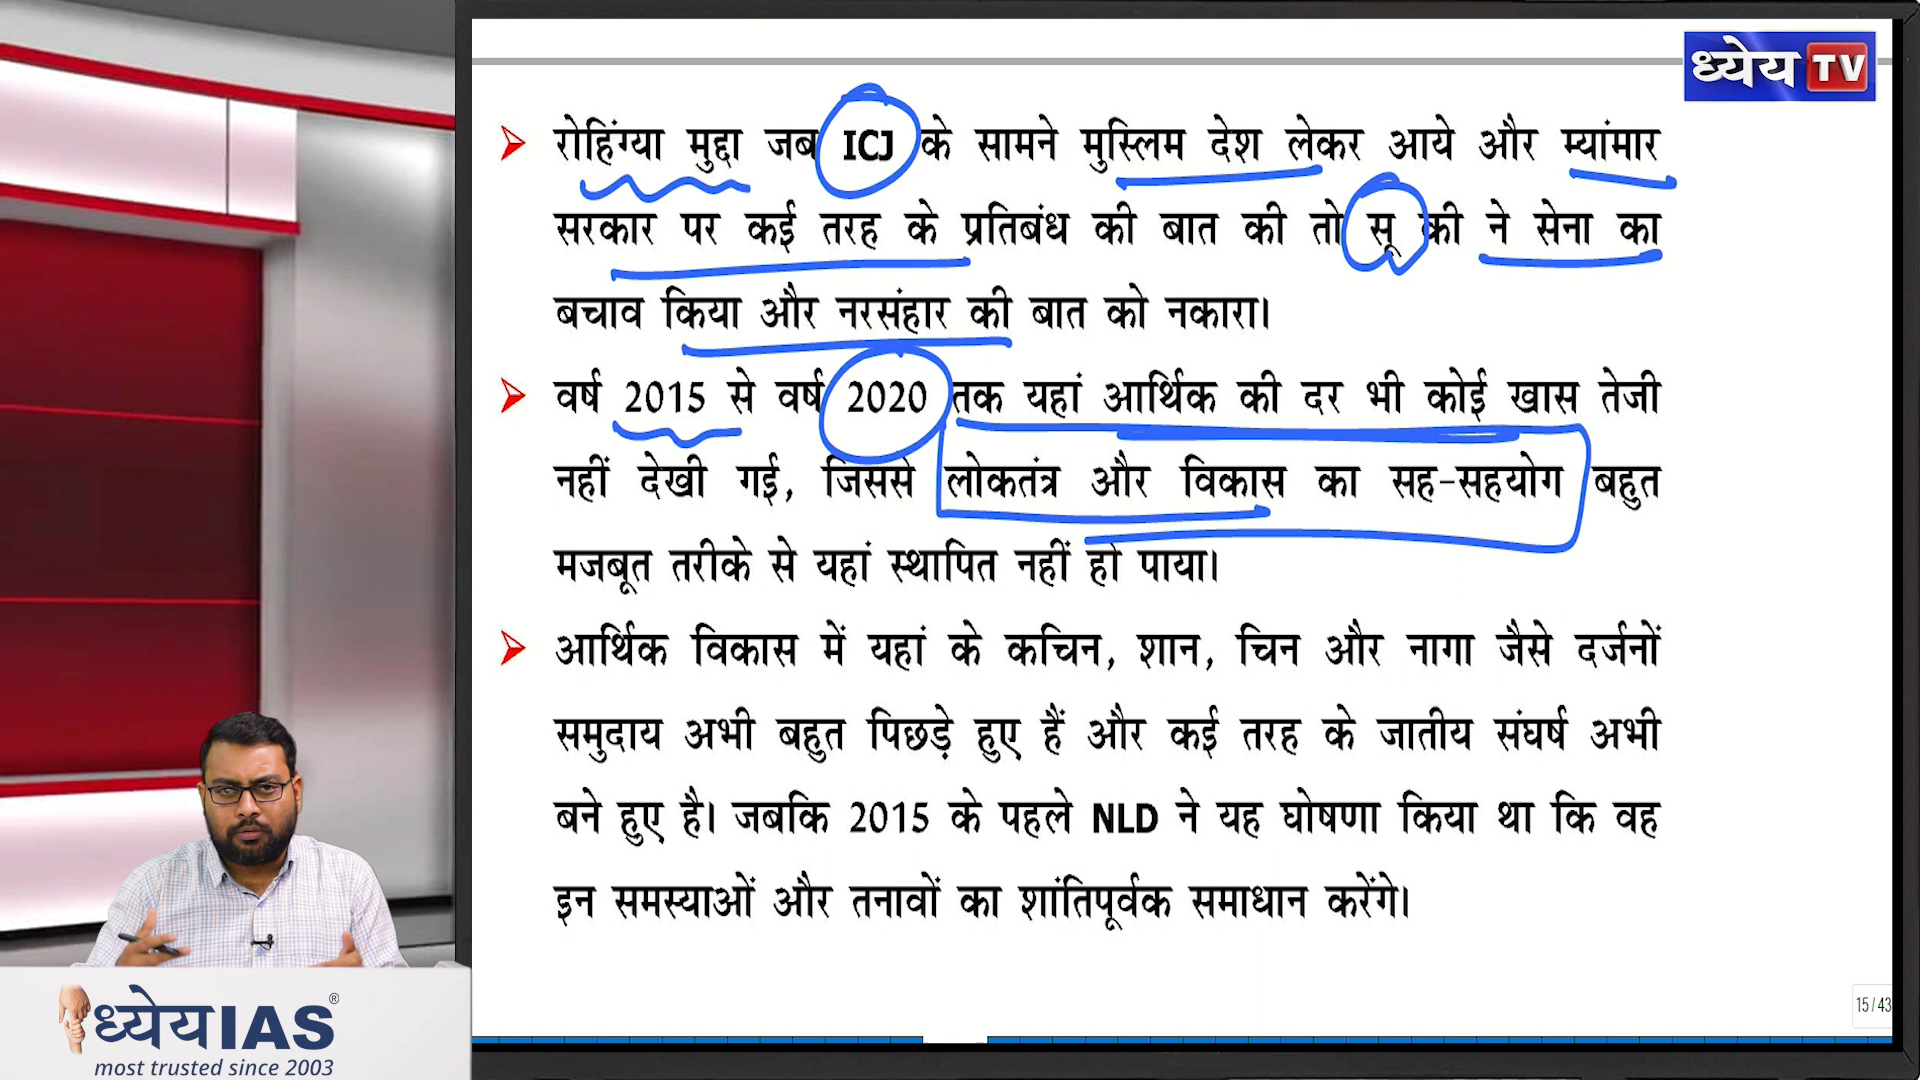 ध्येय TV
रोहिंग्या मुद्दा जब ICJ के सामने मुस्लिम देश लेकर आये और म्यांमार
सरकार पर कई तरह के प्रतिबंध की बात की तो सू की ने सेना का
बचाव किया और नरसंहार की बात को नकारा।
वर्ष 2015 से वर्ष 2020 तक यहां आर्थिक की दर भी कोई खास तेजी
नहीं देखी गई, जिससे लोकतंत्र और विकास का सह-सहयोग बहुत
मजबूत तरीके से यहां स्थापित नहीं हो पाया।
आर्थिक विकास में यहां के कचिन, शान, चिन और नागा जैसे दर्जनों
समुदाय अभी बहुत पिछड़े हुए हैं और कई तरह के जातीय संघर्ष अभी
बने हुए है। जबकि 2015 के पहले NLD ने यह घोषणा किया था कि वह
इन समस्याओं और तनावों का शांतिपूर्वक समाधान करेंगे।
15/43
ध्येयIAS®
most trusted since 2003